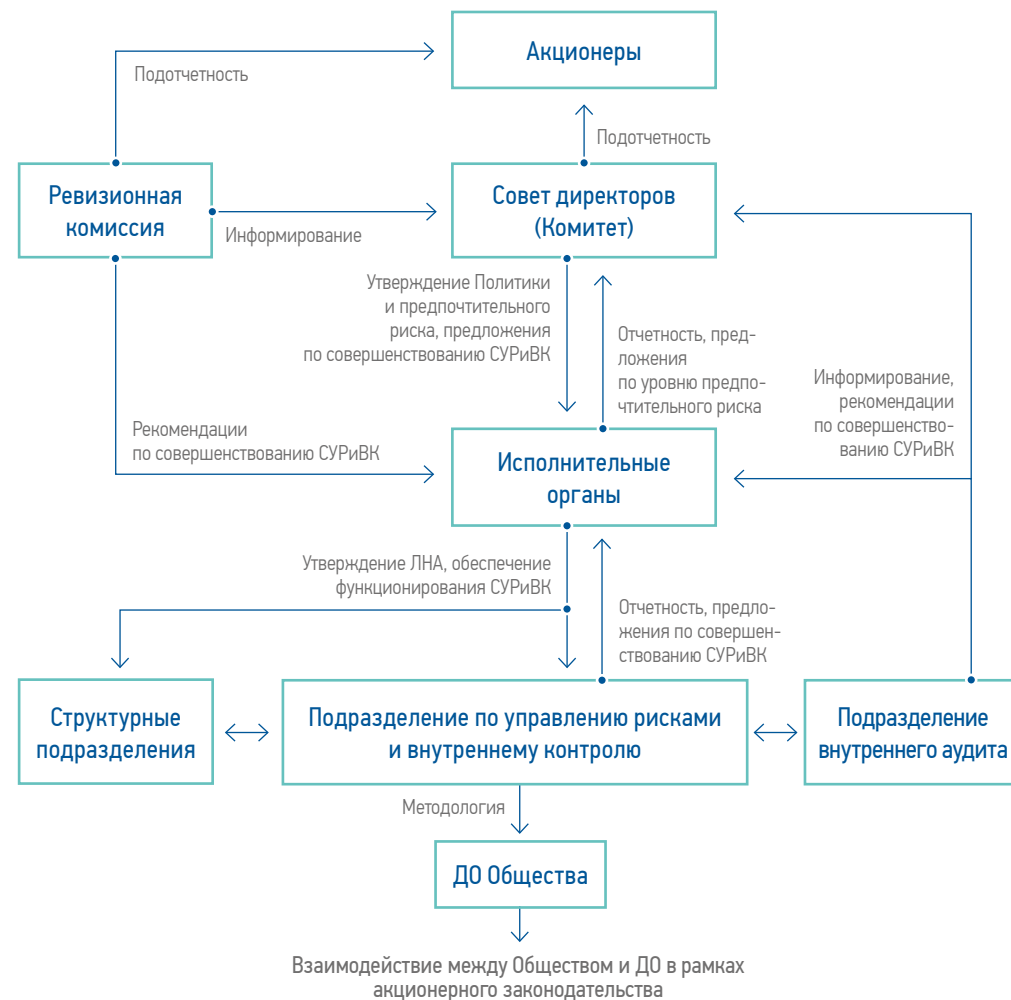 Акционеры
Подотчетность
Подотчетность
Ревизионная
комиссия
Совет директоров
(Комитет)
Информирование
Утверждение Политики
и предпочтительного
риска, предложения
по совершенствованию СУРиВК
Отчетность, пред-
ложения
по уровню предпо-
чтительного риска
Информирование,
рекомендации
по совершенство-
ванию СУРиВК
Рекомендации
по совершенствованию СУРиВК
Исполнительные
органы
Утверждение ЛНА, обеспечение
функционирования СУРиВК
Отчетность, предло-
жения по совершен-
ствованию СУРиВК
Структурные
подразделения
Подразделение по управлению рисками
и внутреннему контролю
Подразделение
внутреннего аудита
Методология
ДО Общества
Взаимодействие между Обществом и ДО в рамках
акционерного законодательства